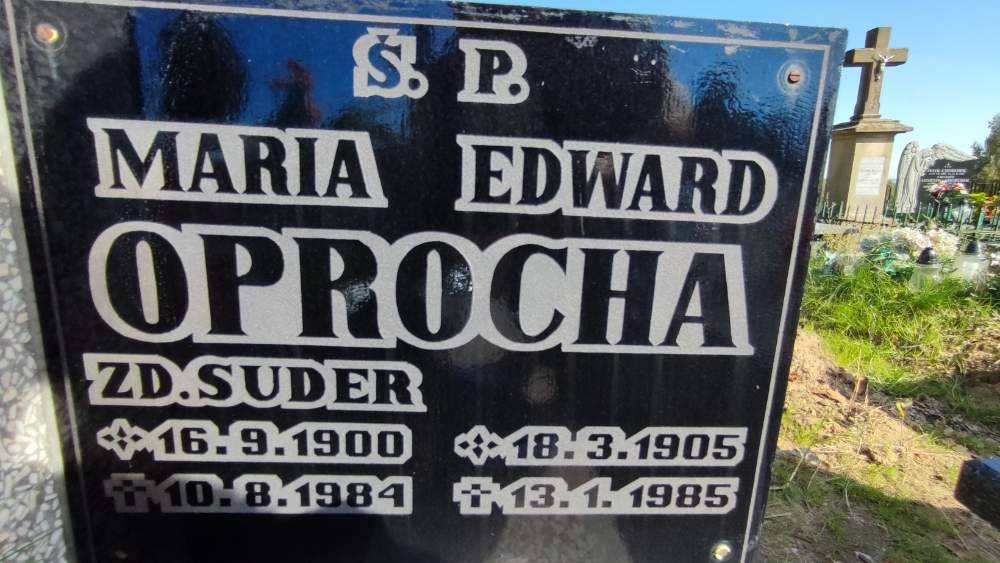 Ś. P.
MARIA EDWARD
OPROCHA
ZD. SUDER
16.9.1900 18.3.1905
10.8.1984 13.1.1985